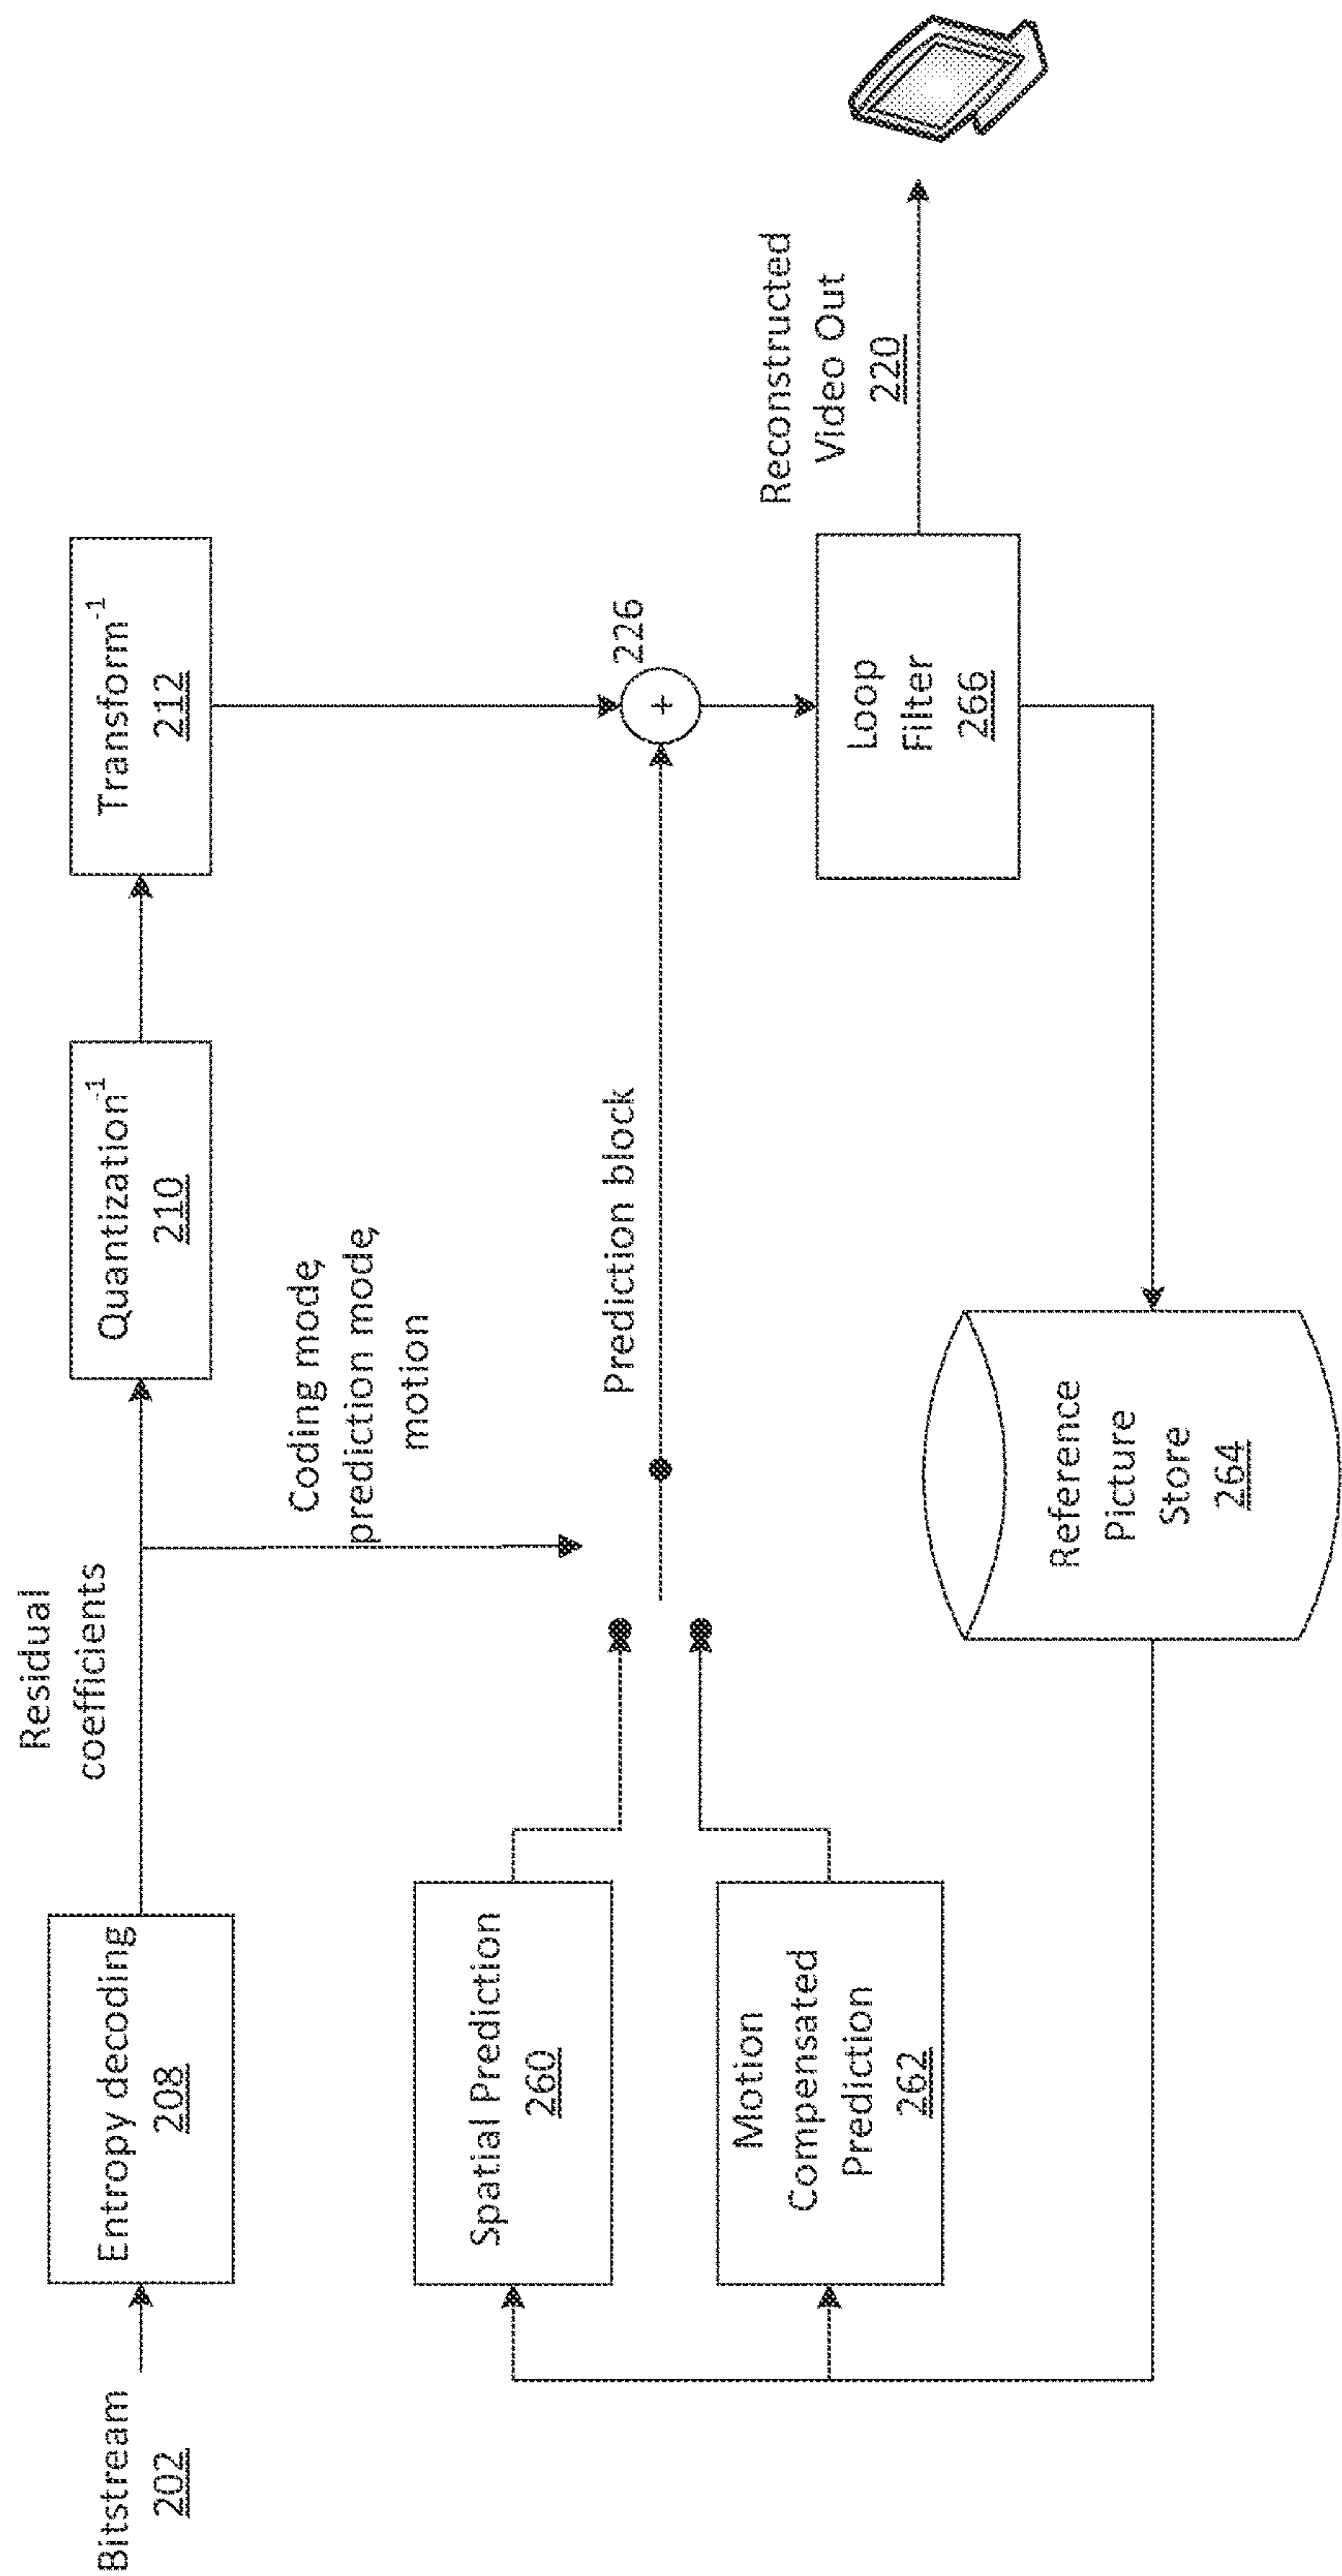 Bitstream
202
Entropy decoding
208
Residual
coefficients
Quantization-1
210
Transform-1
212
Coding mode,
prediction mode,
motion
Spatial Prediction
260
Motion
Compensated
Prediction
262
Prediction block
226
+
Loop
Filter
266
Reconstructed
Video Out
220
Reference
Picture
Store
264